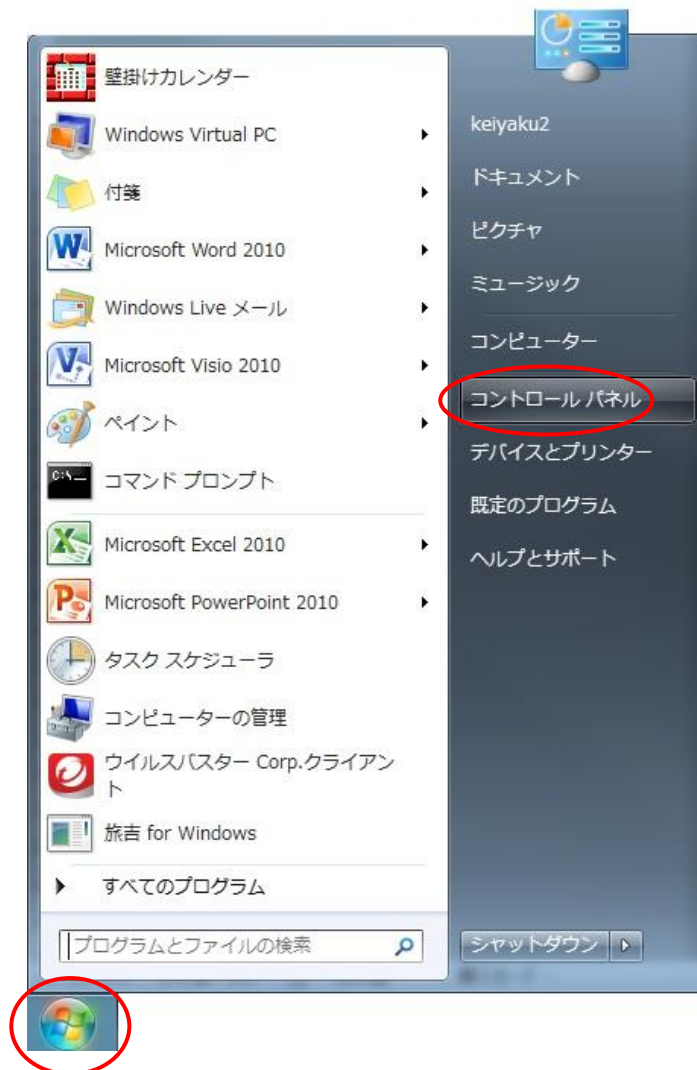 壁掛けカレンダー
Windows Virtual PC
付箋
Microsoft Word 2010
Windows Live メール
Microsoft Visio 2010
ペイント
C:\
コマンド プロンプト
Microsoft Excel 2010
Microsoft PowerPoint 2010
タスク スケジューラ
コンピューターの管理
ウイルスバスター Corp.クライアン
ト
旅吉 for Windows
すべてのプログラム
プログラムとファイルの検索
keiyaku2
ドキュメント
ピクチャ
ミュージック
コンピューター
コントロール パネル
デバイスとプリンター
既定のプログラム
ヘルプとサポート
シャットダウン